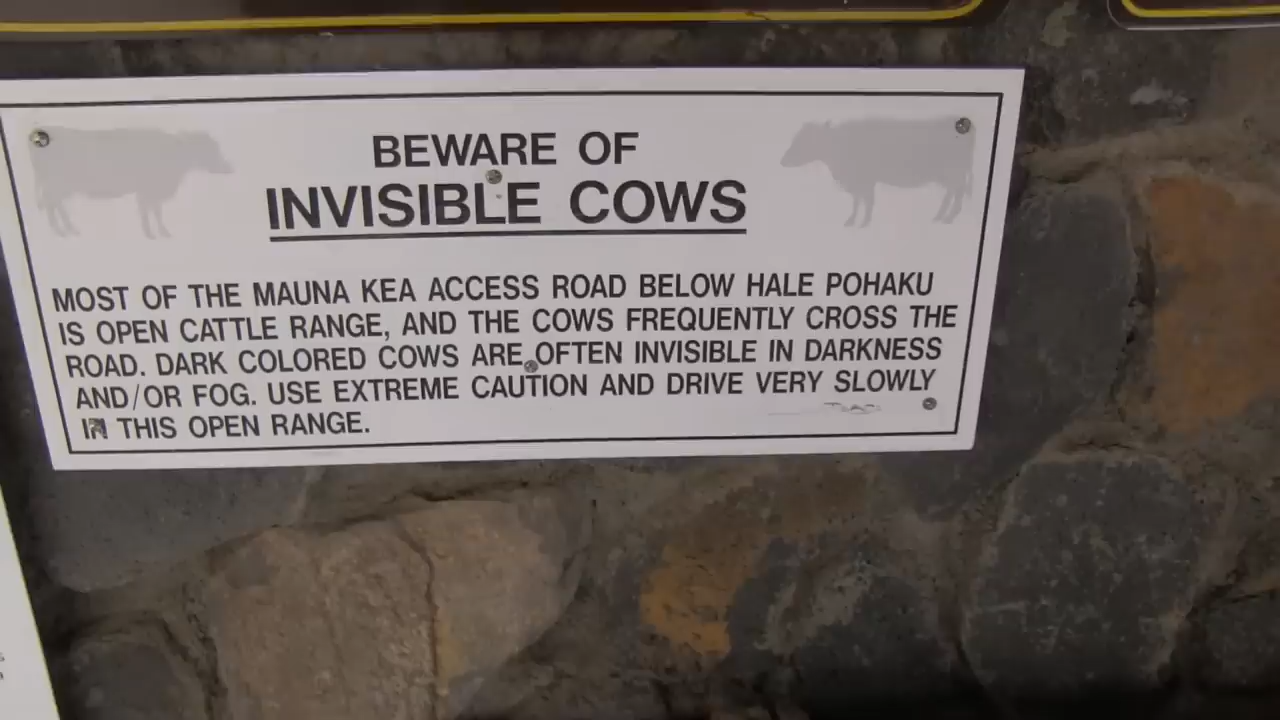 BEWARE OF
INVISIBLE COWS
MOST OF THE MAUNA KEA ACCESS ROAD BELOW HALE POHAKU
IS OPEN CATTLE RANGE, AND THE COWS FREQUENTLY CROSS THE
ROAD. DARK COLORED COWS ARE OFTEN INVISIBLE IN DARKNESS
AND/OR FOG. USE EXTREME CAUTION AND DRIVE VERY SLOWLY
IN THIS OPEN RANGE.